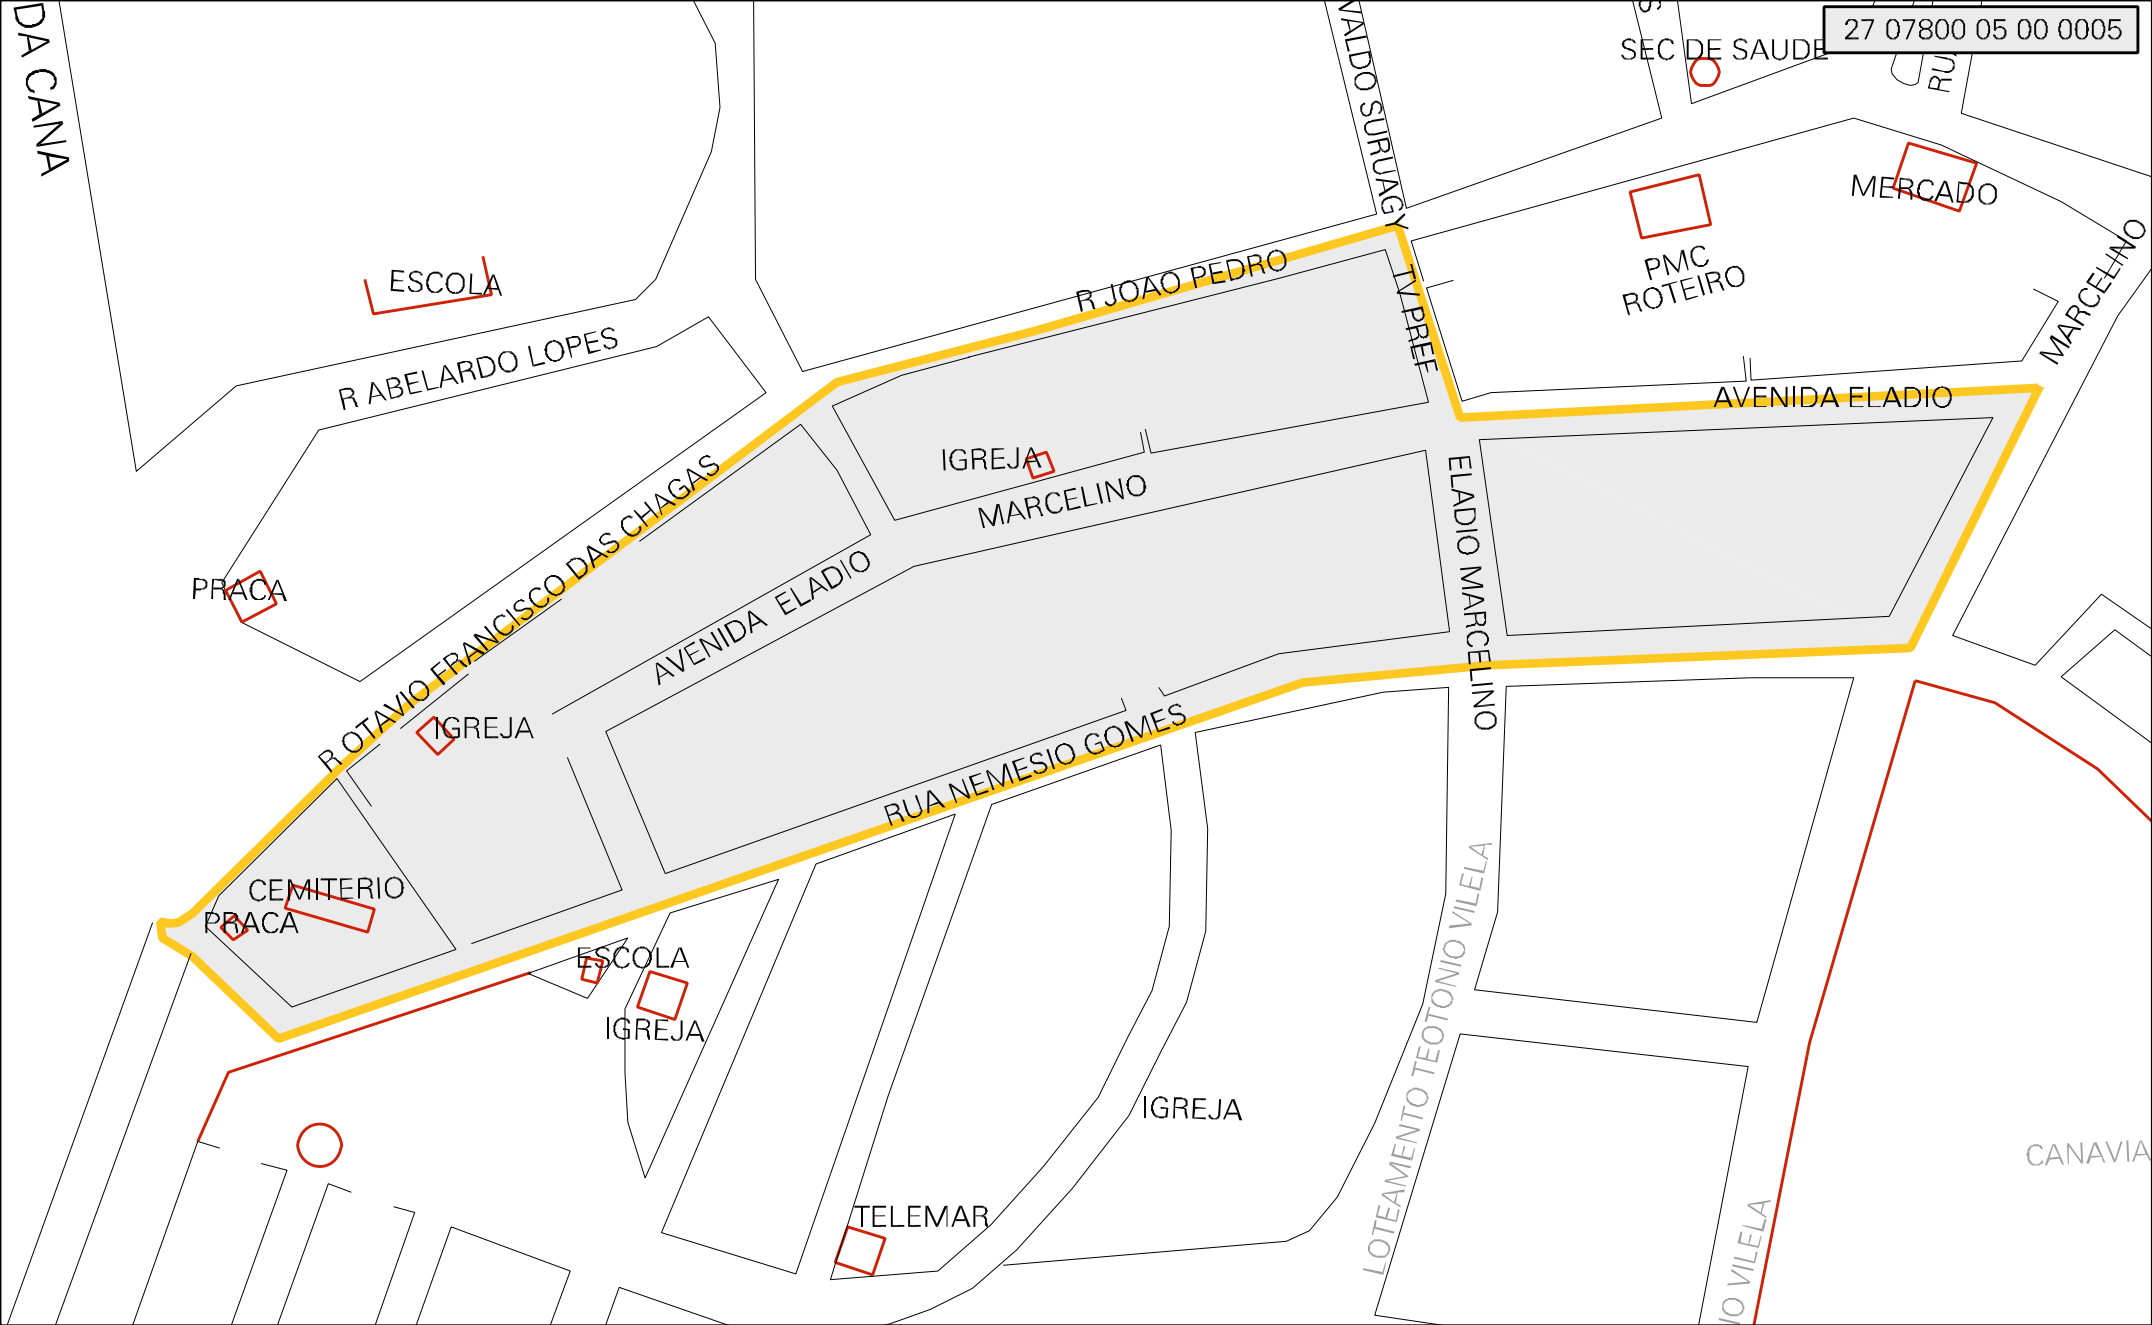 27 07800 05 00 0005
DA CANA
VALDO SURUAGY
SEC DE SAUDE
MERCADO
PMC
ROTEIRO
MARCELINO
ESCOLA
R JOAO PEDRO
TV PREF
R ABELARDO LOPES
AVENIDA ELADIO
IGREJA
MARCELINO
R OTAVIO FRANCISCO DAS CHAGAS
ELADIO MARCELINO
PRACA
AVENIDA ELADIO
IGREJA
RUA NEMESIO GOMES
CEMITERIO
PRACA
ESCOLA
IGREJA
LOTEAMENTO TEOTONIO VILELA
IGREJA
CANAVIA
TELEMAR
IO VILELA